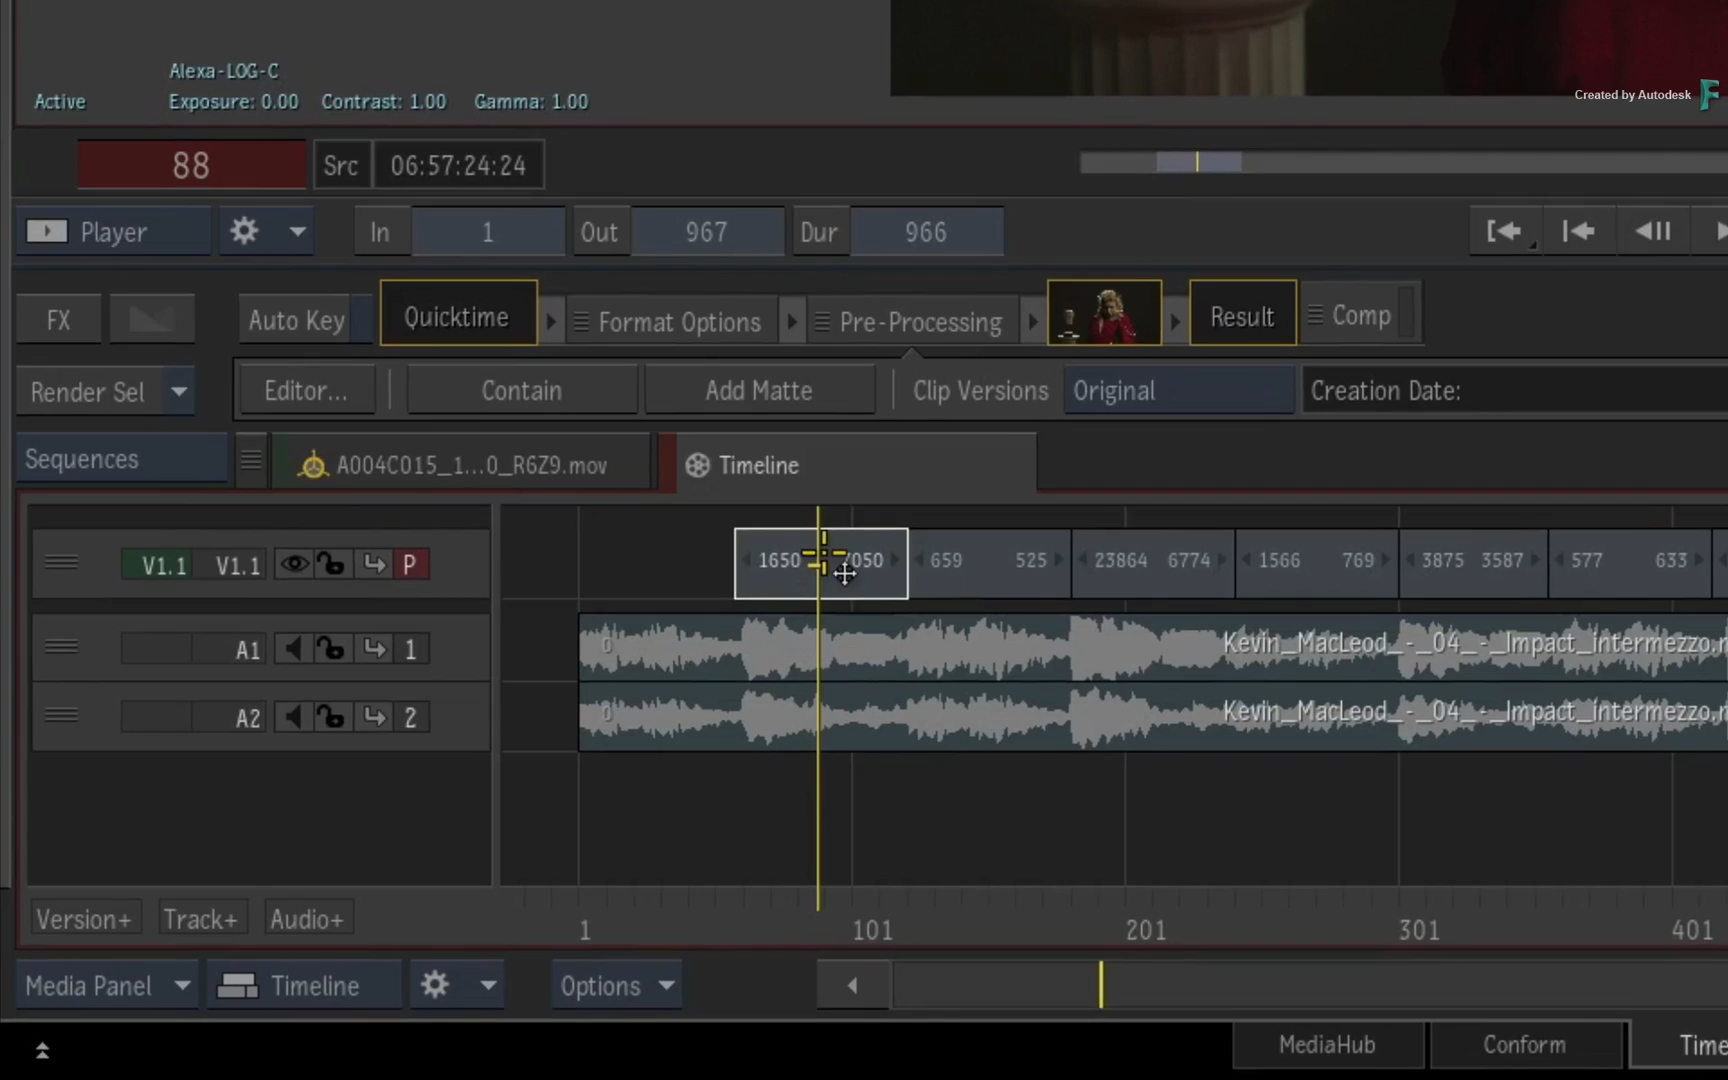 Alexa-LOG-C
Active Exposure: 0.00 Contrast: 1.00 Gamma: 1.00
Created by Autodesk
88 Src 06:57:24:24
Player In 1 Out 967 Dur 966
FX Auto Key Quicktime Format Options Pre-Processing Result Comp
Render Sel Editor... Contain Add Matte Clip Versions Original Creation Date:
Sequences A004C015_1...0_R6Z9.mov Timeline
V1.1 V1.1 P 1650 659 525 23864 6774 1566 769 3875 3587 577 633
A1 1 0 Kevin_MacLeod_-_04_-_Impact_intermezzo.
A2 2 0 Kevin_MacLeod_-_04_-_Impact_intermezzo.
Version+ Track+ Audio+
1 101 201 301 401
Media Panel Timeline Options
MediaHub Conform Time